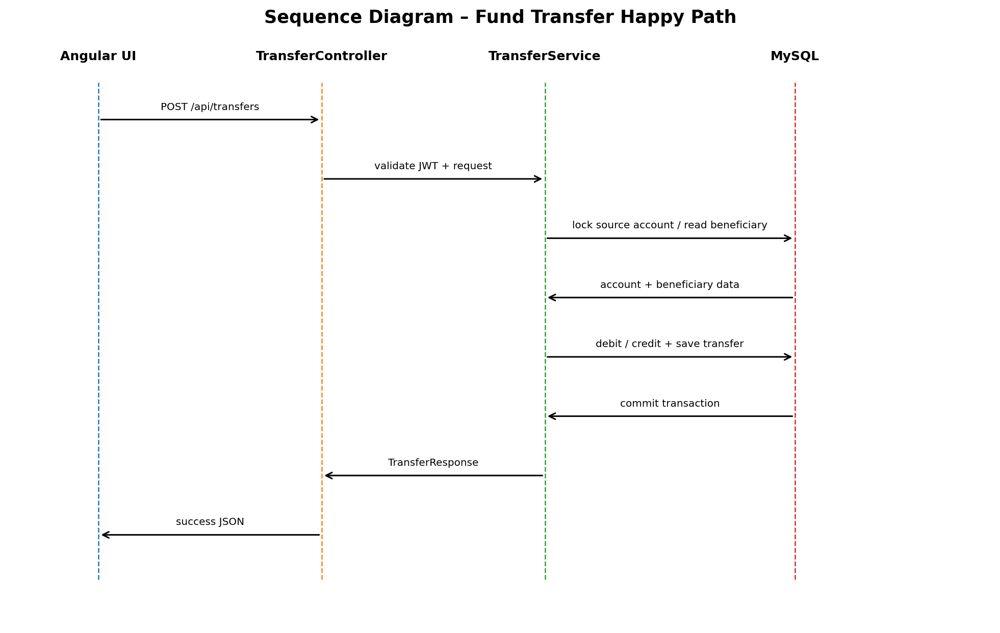 Sequence Diagram – Fund Transfer Happy Path
Angular UI
TransferController
TransferService
MySQL
POST /api/transfers
validate JWT + request
lock source account / read beneficiary
account + beneficiary data
debit / credit + save transfer
commit transaction
TransferResponse
success JSON